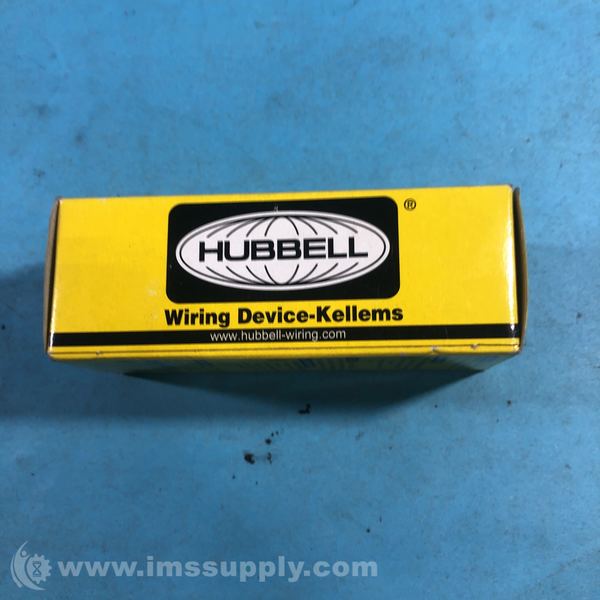 HUBBELL
®
Wiring Device-Kellems
www.hubbell-wiring.com
www.imssupply.com